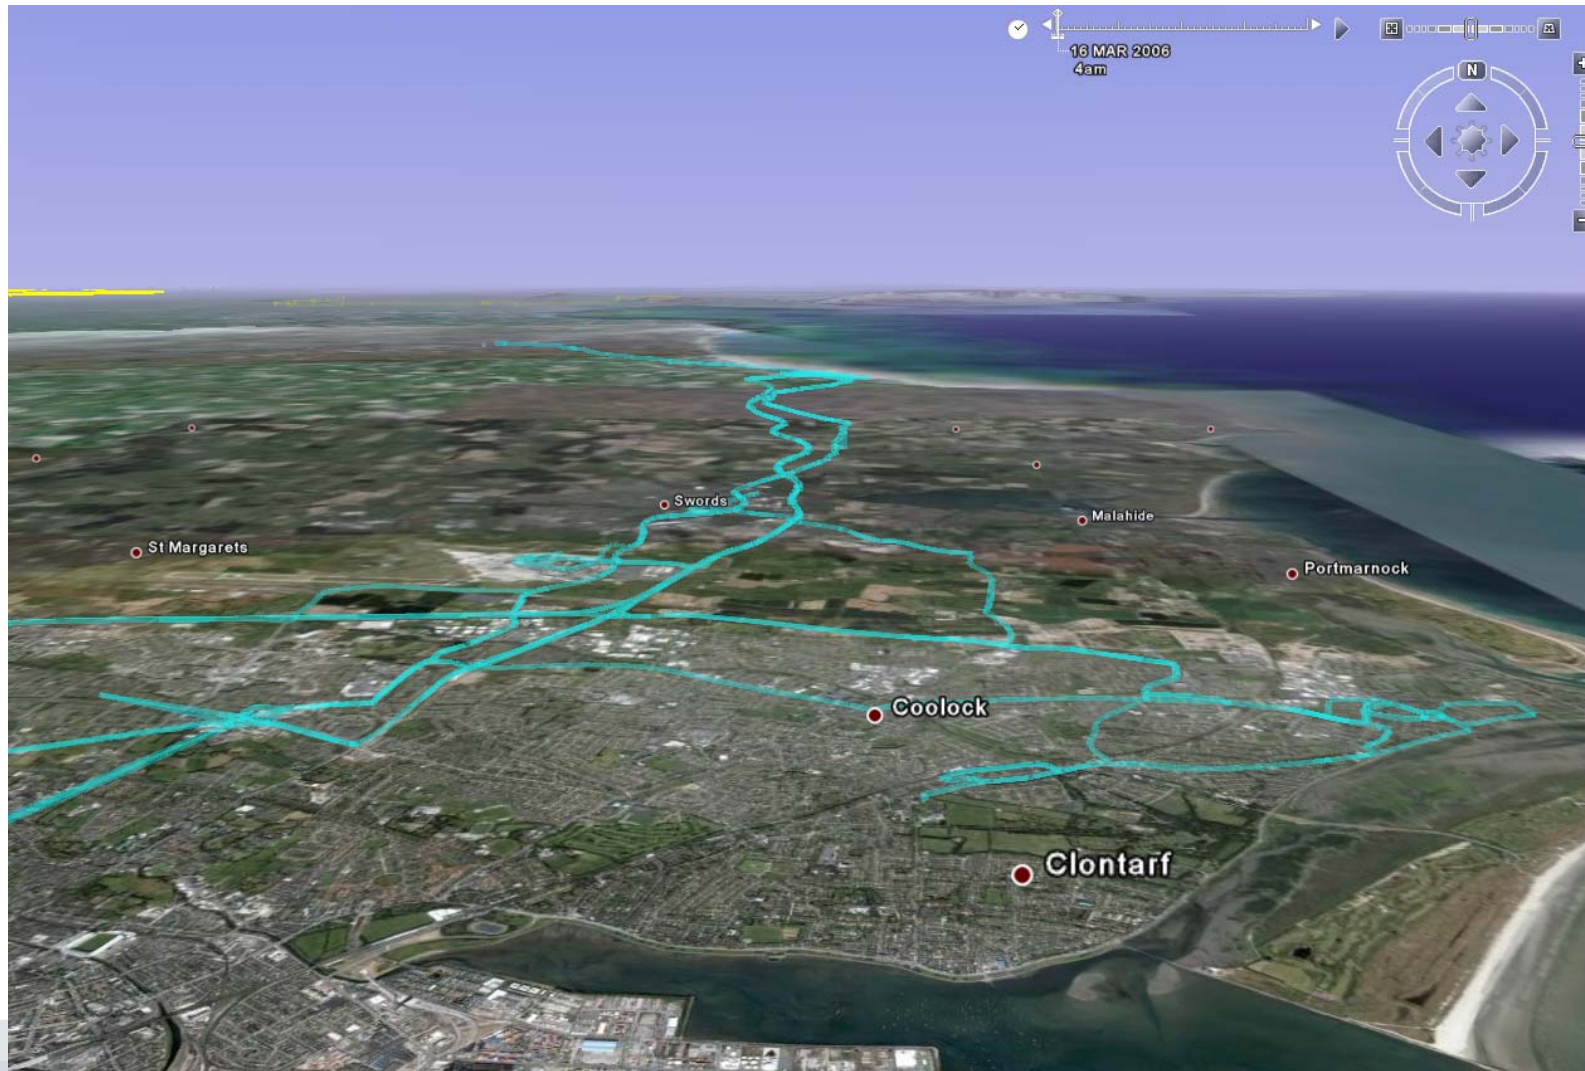 16 MAR 2006
4am
N
Swords
Malahide
St Margarets
Portmarnock
Coolock
Clontarf